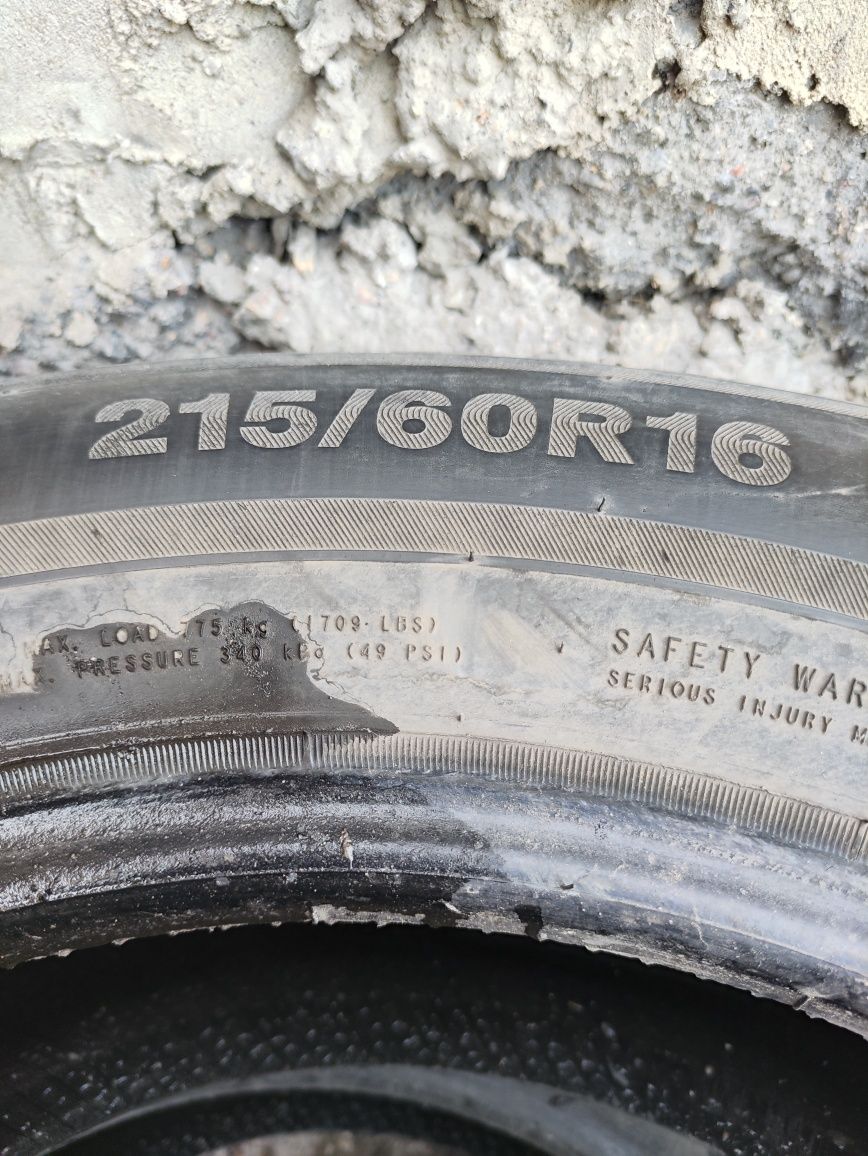 215/60R16
MAX. LOAD 775 kg (1709 LBS)
MAX. PRESSURE 340 kPa (49 PSI)
SAFETY WAR
SERIOUS INJURY M